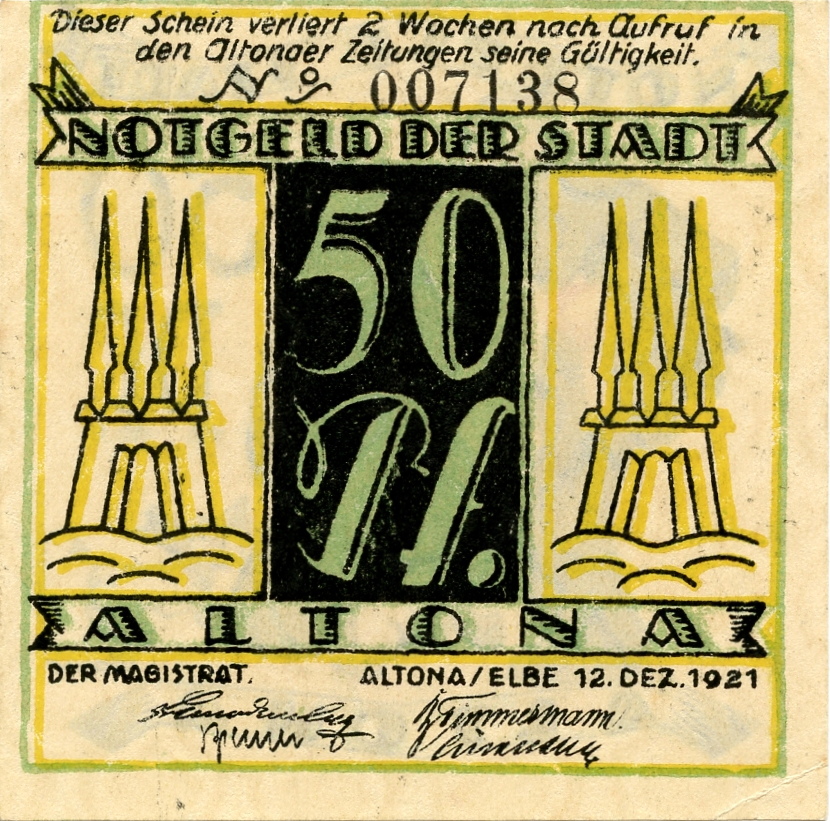 Dieser Schein verliert 2 Wochen nach Aufruf in
den Altonaer Zeitungen seine Gültigkeit.
No 007138
NOTGELD DER STADT
50
Pf.
ALTONA
DER MAGISTRAT. ALTONA/ELBE 12. DEZ. 1921
Timmermann